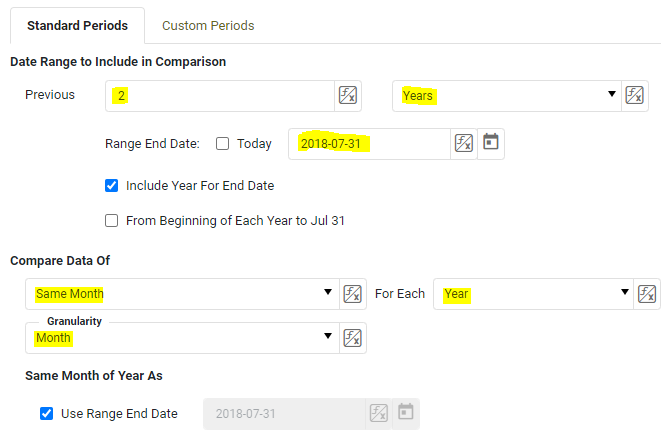 Standard Periods Custom Periods
Date Range to Include in Comparison
Previous 2 Years
Range End Date: Today 2018-07-31
Include Year For End Date
From Beginning of Each Year to Jul 31
Compare Data Of
Same Month For Each Year
Granularity
Month
Same Month of Year As
Use Range End Date 2018-07-31